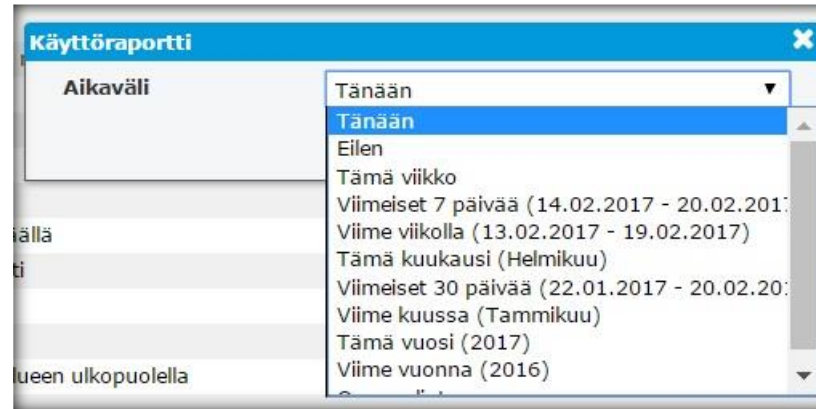 Käyttöraportti
Aikaväli
Tänään
Tänään
Eilen
Tämä viikko
Viimeiset 7 päivää (14.02.2017 - 20.02.201
Viime viikolla (13.02.2017 - 19.02.2017)
Tämä kuukausi (Helmikuu)
Viimeiset 30 päivää (22.01.2017 - 20.02.20
Viime kuussa (Tammikuu)
Tämä vuosi (2017)
Viime vuonna (2016)
äällä
ti
lueen ulkopuolella